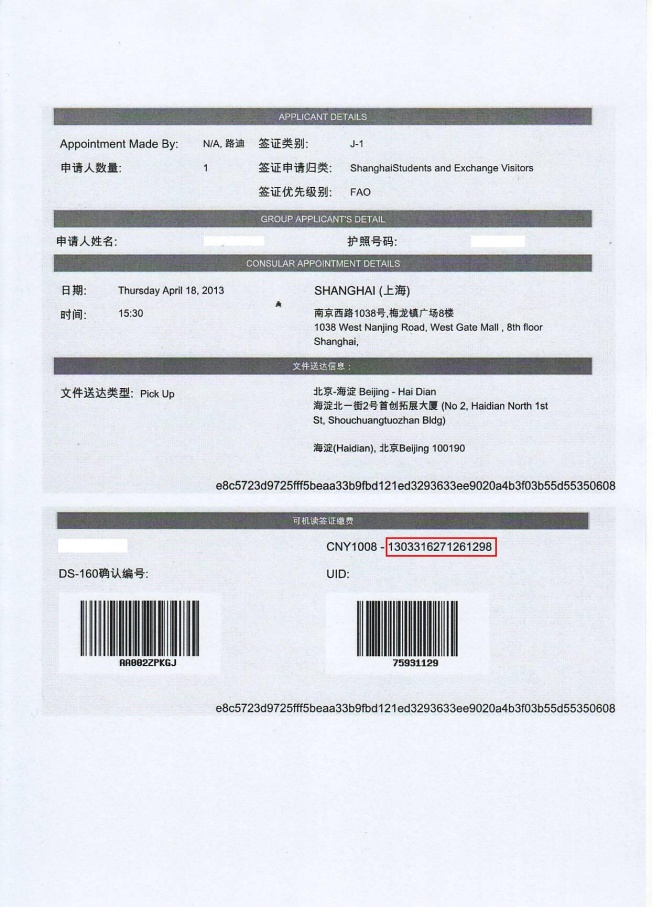 APPLICANT DETAILS
Appointment Made By: N/A, 路迪 签证类别: J-1
申请人数量: 1 签证申请归类: ShanghaiStudents and Exchange Visitors
签证优先级别: FAO
GROUP APPLICANT'S DETAIL
申请人姓名: 护照号码:
CONSULAR APPOINTMENT DETAILS
日期: Thursday April 18, 2013 SHANGHAI (上海)
时间: 15:30 南京西路1038号,梅龙镇广场8楼
1038 West Nanjing Road, West Gate Mall , 8th floor
Shanghai,
文件送达信息 :
文件送达类型: Pick Up 北京-海淀 Beijing - Hai Dian
海淀北一街2号首创拓展大厦 (No 2, Haidian North 1st
St, Shouchuangtuozhan Bldg)
海淀(Haidian), 北京Beijing 100190
e8c5723d9725fff5beaa33b9fbd121ed3293633ee9020a4b3f03b55d55350608
可机读签证缴费
CNY1008 - 1303316271261298
DS-160确认编号: UID:
AA002ZPKGJ 75931129
e8c5723d9725fff5beaa33b9fbd121ed3293633ee9020a4b3f03b55d55350608